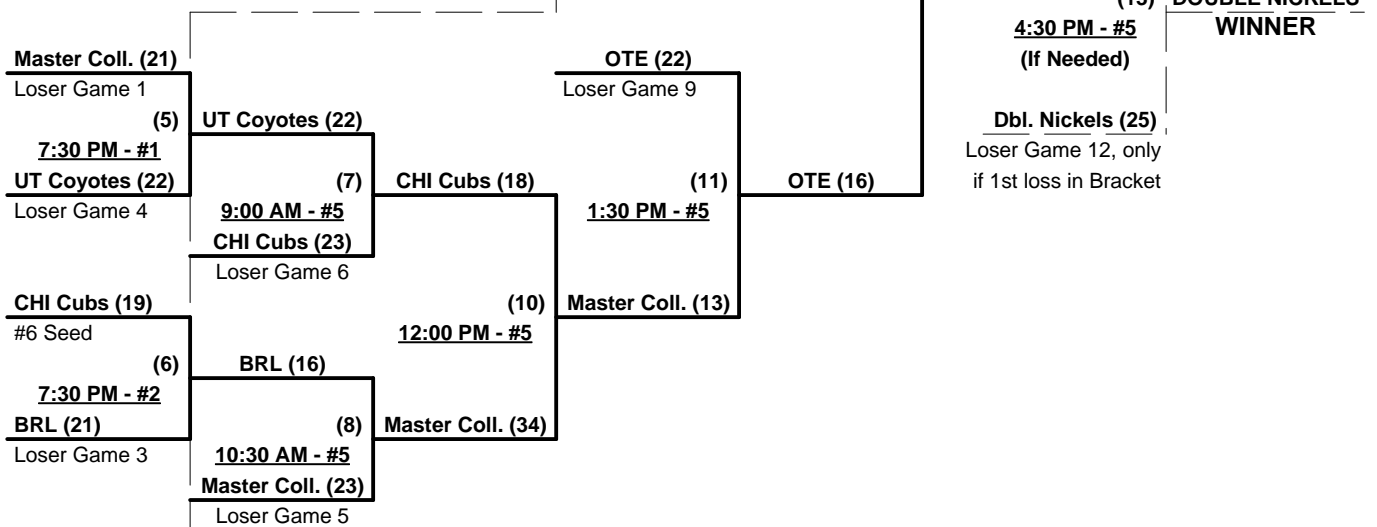 (13) DOUBLE NICKELS
4:30 PM - #5 WINNER
Master Coll. (21) OTE (22) (If Needed)
Loser Game 1 Loser Game 9
(5) UT Coyotes (22) Dbl. Nickels (25)
7:30 PM - #1 Loser Game 12, only
UT Coyotes (22) (7) CHI Cubs (18) (11) OTE (16) if 1st loss in Bracket
Loser Game 4 9:00 AM - #5 1:30 PM - #5
CHI Cubs (23)
Loser Game 6
CHI Cubs (19) (10) Master Coll. (13)
#6 Seed 12:00 PM - #5
(6) BRL (16)
7:30 PM - #2
BRL (21) (8) Master Coll. (34)
Loser Game 3 10:30 AM - #5
Master Coll. (23)
Loser Game 5